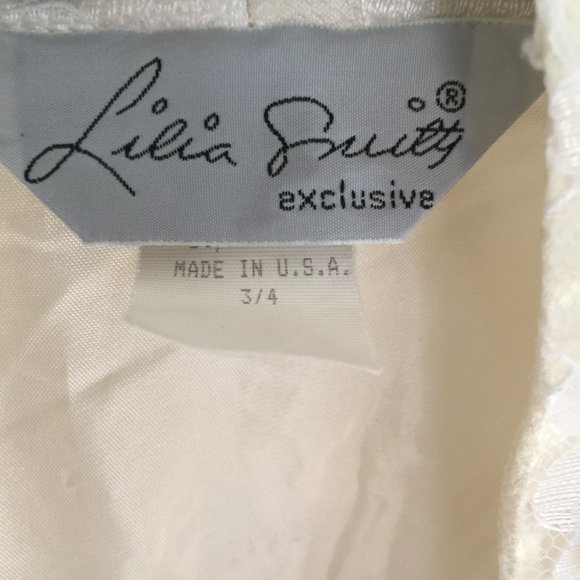 Lilia Smitty®
exclusive
MADE IN U.S.A.
3/4